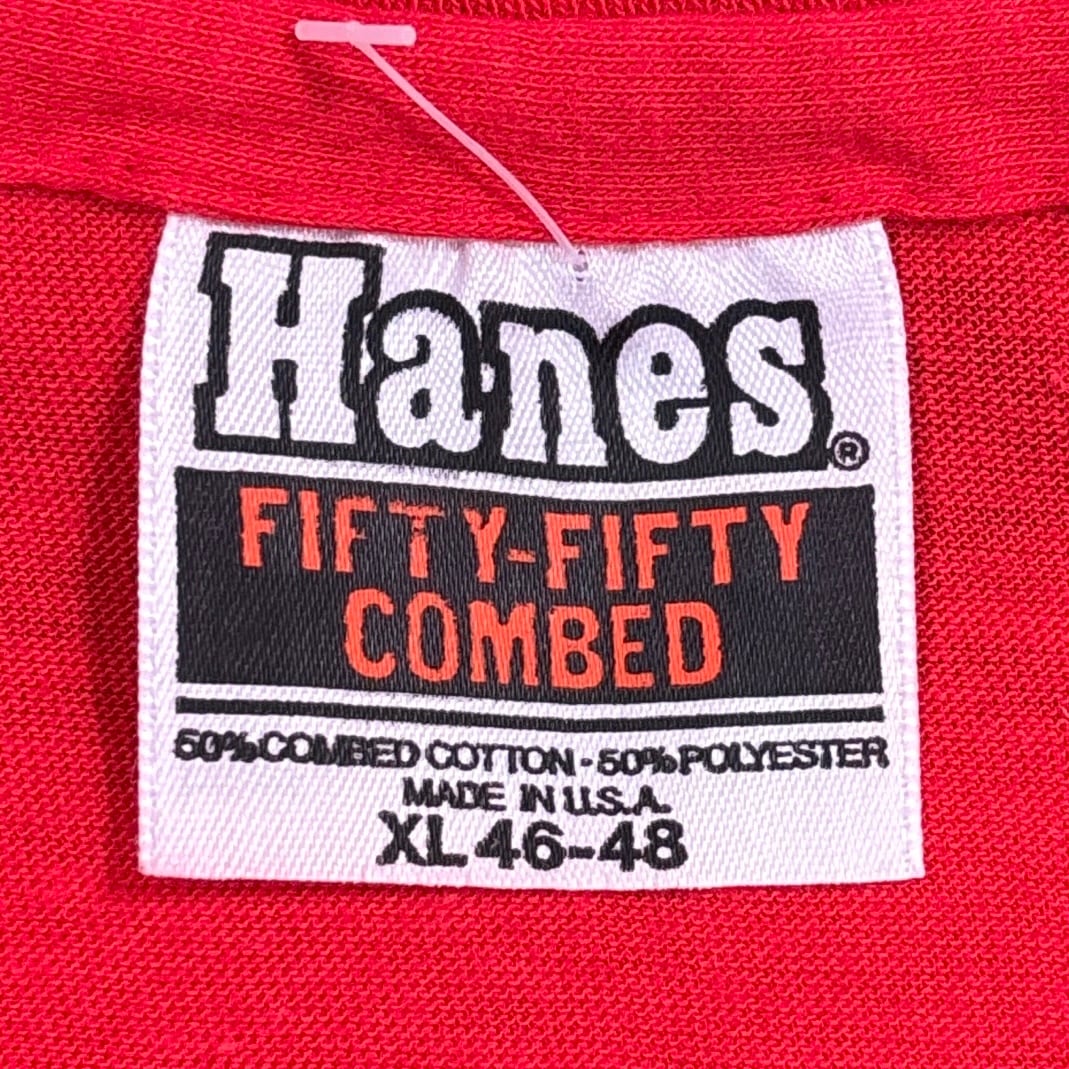 Hanes®
FIFTY-FIFTY
COMBED
50% COMBED COTTON - 50% POLYESTER
MADE IN U.S.A.
XL 46-48